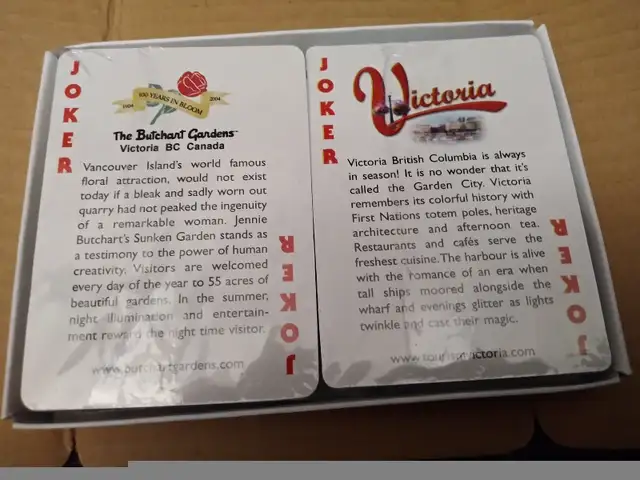 JOKER
1904 100 YEARS IN BLOOM 2004
The Butchart Gardens
Victoria BC Canada
Vancouver Island's world famous
floral attraction, would not exist
today if a bleak and sadly worn out
quarry had not peaked the ingenuity
of a remarkable woman. Jennie
Butchart's Sunken Garden stands as
a testimony to the power of human
creativity. Visitors are welcomed
every day of the year to 55 acres of
beautiful gardens. In the summer,
night illumination and entertain-
ment reward the night time visitor.
www.butchartgardens.com
JOKER
JOKER
Victoria
Victoria British Columbia is always
in season! It is no wonder that it's
called the Garden City. Victoria
remembers its colorful history with
First Nations totem poles, heritage
architecture and afternoon tea.
Restaurants and cafés serve the
freshest cuisine. The harbour is alive
with the romance of an era when
tall ships moored alongside the
wharf and evenings glitter as lights
twinkle and cast their magic.
www.tourismvictoria.com
JOKER